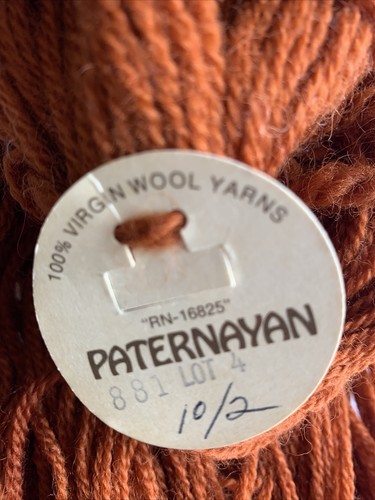 100% VIRGIN WOOL YARNS
"RN-16825"
PATERNAYAN
881 LOT 4
10/2